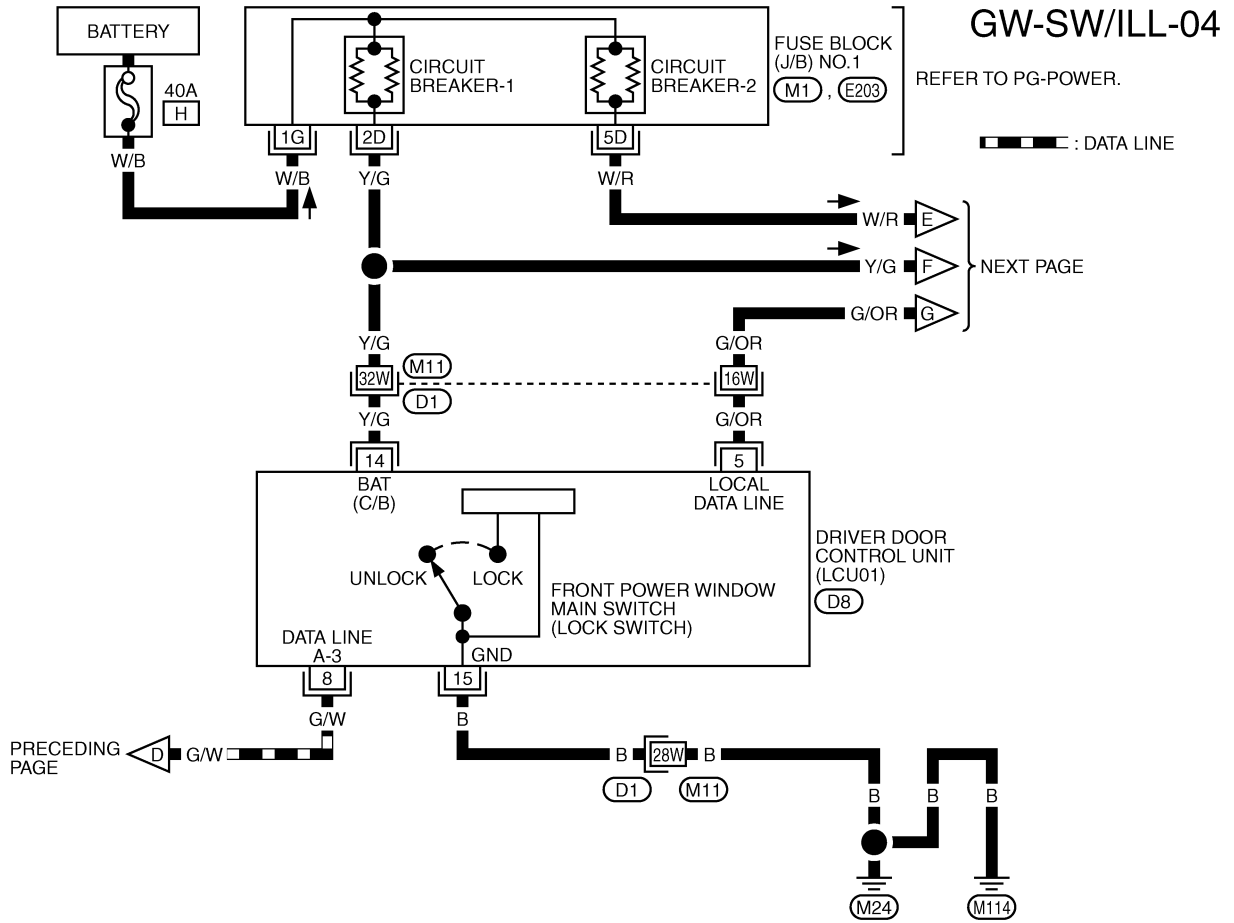 GW-SW/ILL-04
BATTERY
40A
H
W/B
CIRCUIT
BREAKER-1
CIRCUIT
BREAKER-2
FUSE BLOCK
(J/B) NO.1
M1 , E203
REFER TO PG-POWER.
: DATA LINE
1G
2D
5D
W/B
Y/G
W/R
W/R
E
Y/G
F
NEXT PAGE
G/OR
G
Y/G
G/OR
32W
M11
16W
D1
Y/G
G/OR
14
5
BAT
(C/B)
LOCAL
DATA LINE
UNLOCK
LOCK
FRONT POWER WINDOW
MAIN SWITCH
(LOCK SWITCH)
DRIVER DOOR
CONTROL UNIT
(LCU01)
D8
DATA LINE
A-3
GND
8
15
G/W
B
PRECEDING
PAGE
D
G/W
B
28W
B
D1
M11
B
B
B
M24
M114